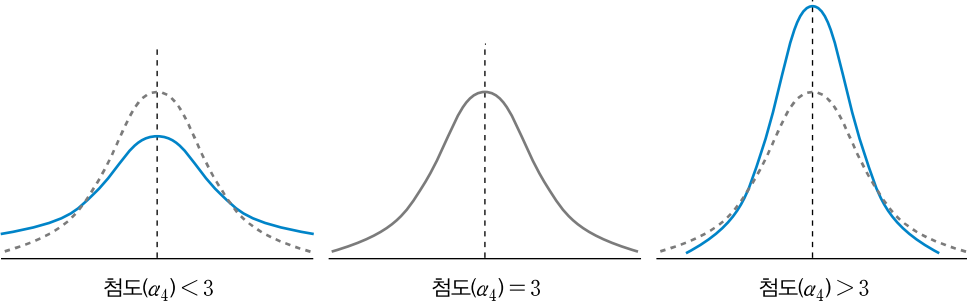 첨도(α₄) < 3
첨도(α₄) = 3
첨도(α₄) > 3